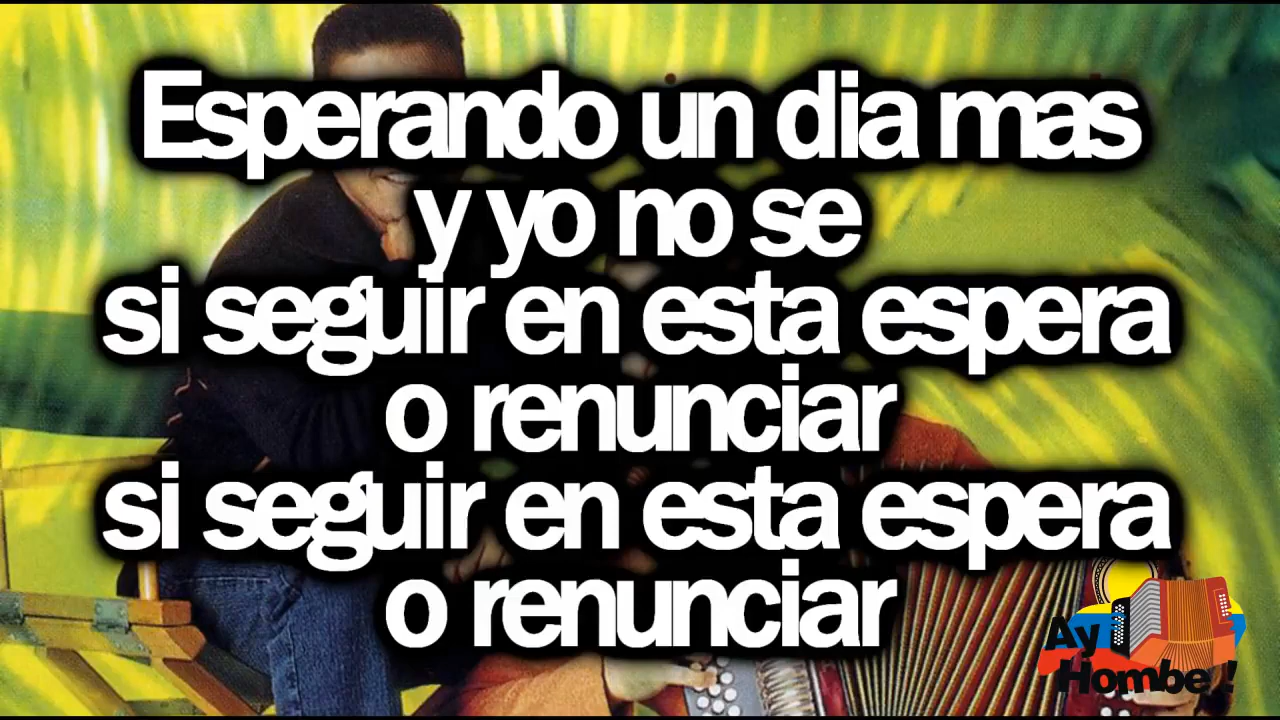 Esperando un dia mas
y yo no se
si seguir en esta espera
o renunciar
si seguir en esta espera
o renunciar
Ay
Hombe!